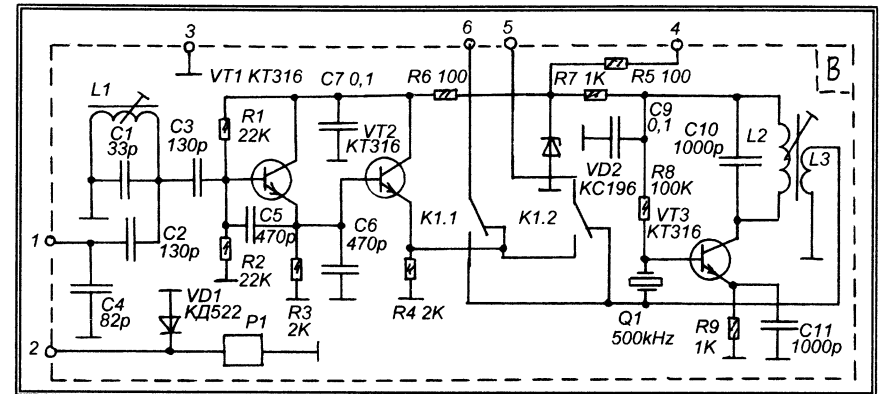 3
6
5
4
B
L1
VT1 KT316
C7 0,1
R6 100
R7 1K
R5 100
C1
33p
C3
130p
R1
22K
VT2
KT316
C9
0,1
C10
1000p
L2
L3
VD2
KC196
R8
100K
VT3
KT316
C2
130p
C5
470p
C6
470p
K1.1
K1.2
1
R2
22K
C4
82p
VD1
КД522
P1
R3
2K
R4 2K
Q1
500kHz
R9
1K
C11
1000p
2